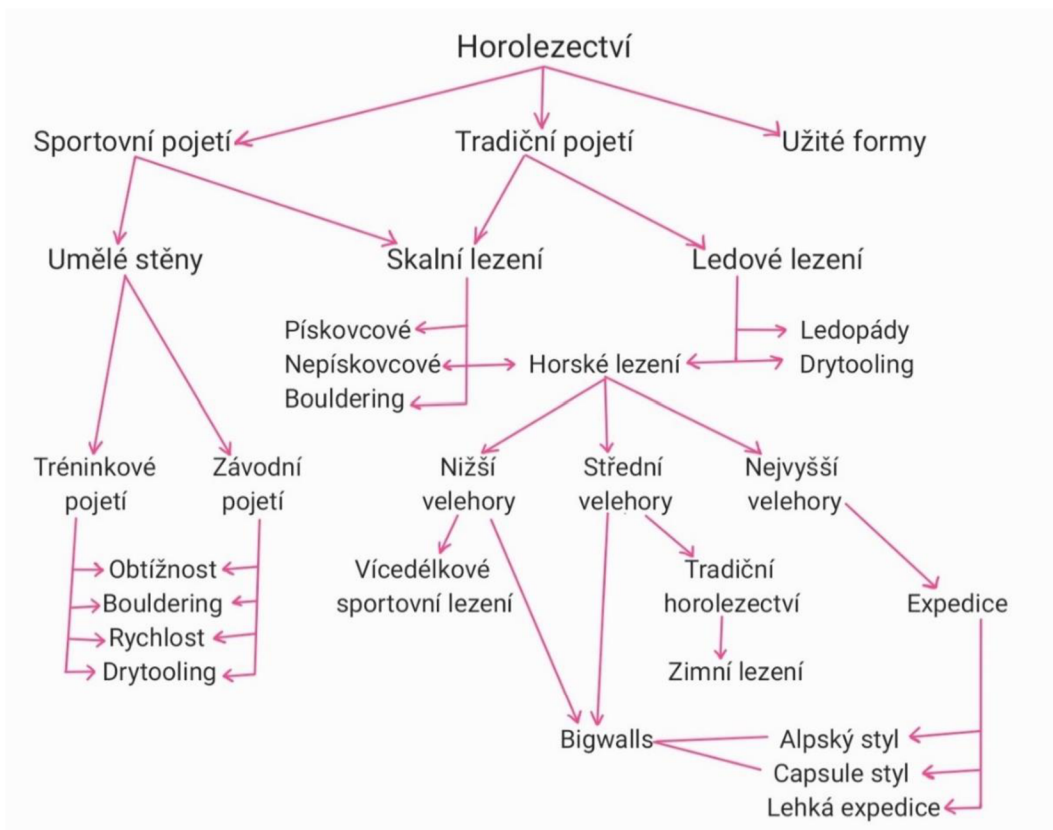 Horolezectví
Sportovní pojetí
Tradiční pojetí
Užité formy
Umělé stěny
Skalní lezení
Ledové lezení
Pískovcové
Nepískovcové
Bouldering
Horské lezení
Ledopády
Drytooling
Tréninkové
pojetí
Závodní
pojetí
Nižší
velehory
Střední
velehory
Nejvyšší
velehory
Obtížnost
Bouldering
Rychlost
Drytooling
Vícedélkové
sportovní lezení
Tradiční
horolezectví
Expedice
Zimní lezení
Bigwalls
Alpský styl
Capsule styl
Lehká expedice